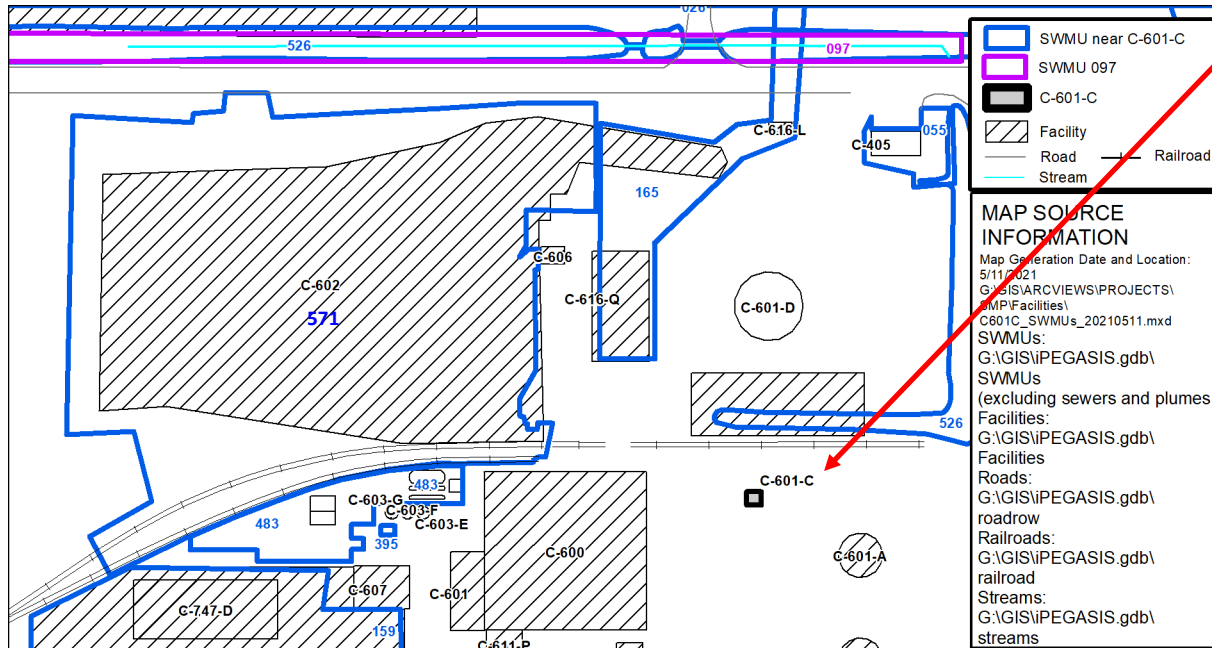 026
526
097
SWMU near C-601-C
SWMU 097
C-601-C
Facility
Road
Railroad
Stream
C-616-L
C-405
055
165
C-606
C-602
571
C-616-Q
C-601-D
526
MAP SOURCE
INFORMATION
Map Generation Date and Location:
5/11/2021
G:\GIS\ARCVIEWS\PROJECTS\
SMP\Facilities\
C601C_SWMUs_20210511.mxd
SWMUs:
G:\GIS\iPEGASIS.gdb\
SWMUs
(excluding sewers and plumes
Facilities:
G:\GIS\iPEGASIS.gdb\
Facilities
Roads:
G:\GIS\iPEGASIS.gdb\
roadrow
Railroads:
G:\GIS\iPEGASIS.gdb\
railroad
Streams:
G:\GIS\iPEGASIS.gdb\
streams
C-601-C
483
C-603-G
C-603-F
C-603-E
483
395
C-600
C-601-A
C-607
C-601
C-747-D
159
C-611-P